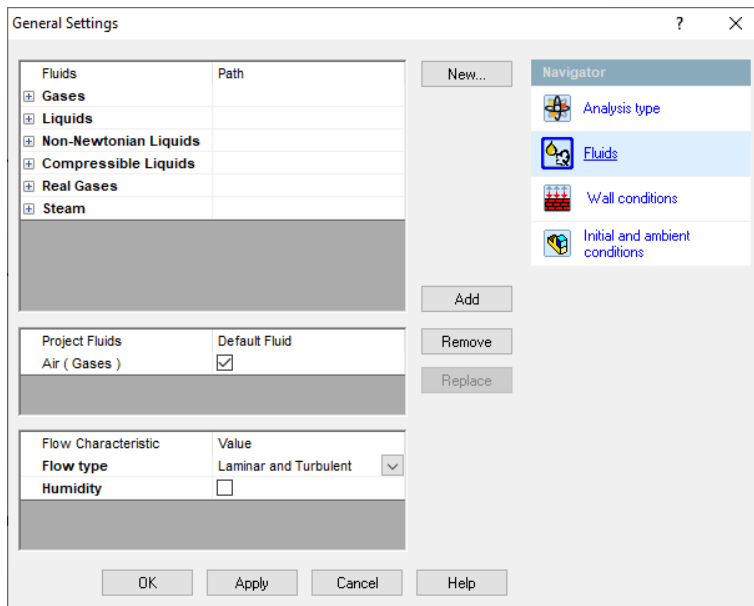 General Settings
?
Fluids Path
Gases
Liquids
Non-Newtonian Liquids
Compressible Liquids
Real Gases
Steam
New...
Add
Project Fluids Default Fluid
Air ( Gases )
Remove
Replace
Flow Characteristic Value
Flow type Laminar and Turbulent
Humidity
OK Apply Cancel Help
Navigator
Analysis type
Fluids
Wall conditions
Initial and ambient
conditions